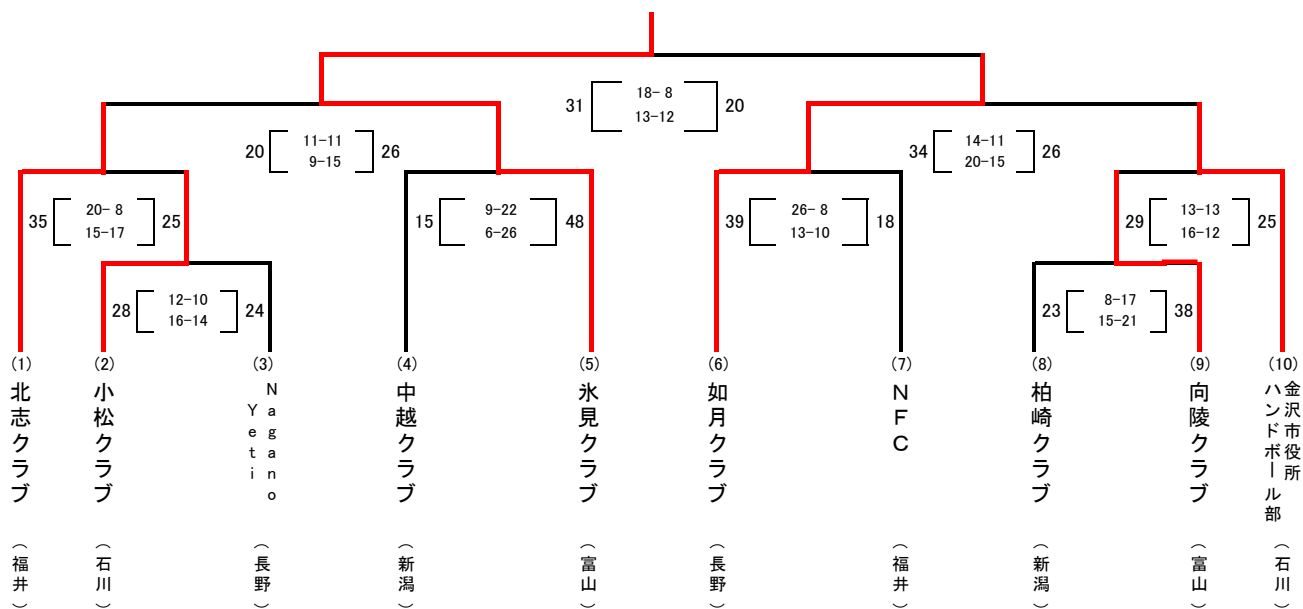 31 18- 8 20
13-12
20 11-11 26
9-15
34 14-11 26
20-15
35 20- 8 25
15-17
15 9-22 48
6-26
39 26- 8 18
13-10
29 13-13 25
16-12
28 12-10 24
16-14
23 8-17 38
15-21
(1)
北志クラブ
(福井)
(2)
小松クラブ
(石川)
(3)
Nagano
Yeti
(長野)
(4)
中越クラブ
(新潟)
(5)
氷見クラブ
(富山)
(6)
如月クラブ
(長野)
(7)
NFC
(福井)
(8)
柏崎クラブ
(新潟)
(9)
向陵クラブ
(富山)
(10)
金沢市役所
ハンドボール部
(石川)